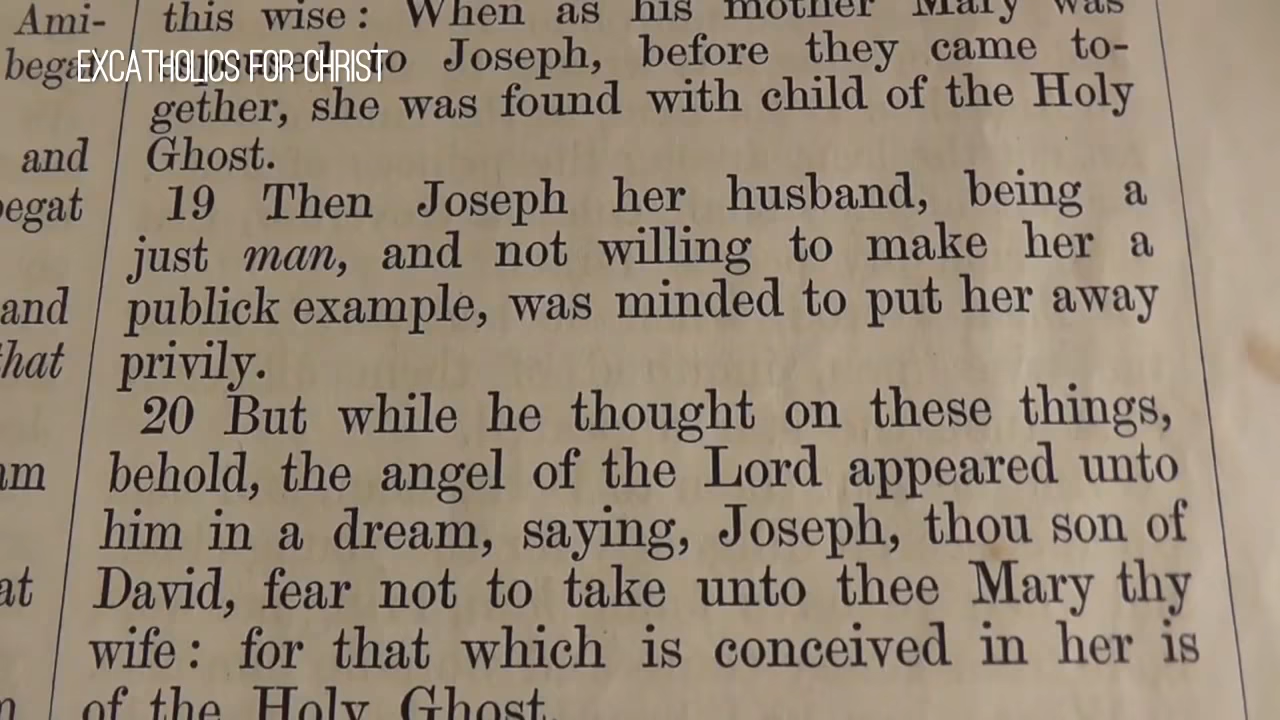 Ami-
begat
and
begat
and
that
at
this wise: When as his mother Mary was
espoused to Joseph, before they came to-
gether, she was found with child of the Holy
Ghost.
19 Then Joseph her husband, being a
just man, and not willing to make her a
publick example, was minded to put her away
privily.
20 But while he thought on these things,
behold, the angel of the Lord appeared unto
him in a dream, saying, Joseph, thou son of
David, fear not to take unto thee Mary thy
wife: for that which is conceived in her is
of the Holy Ghost.
EXCATHOLICS FOR CHRIST